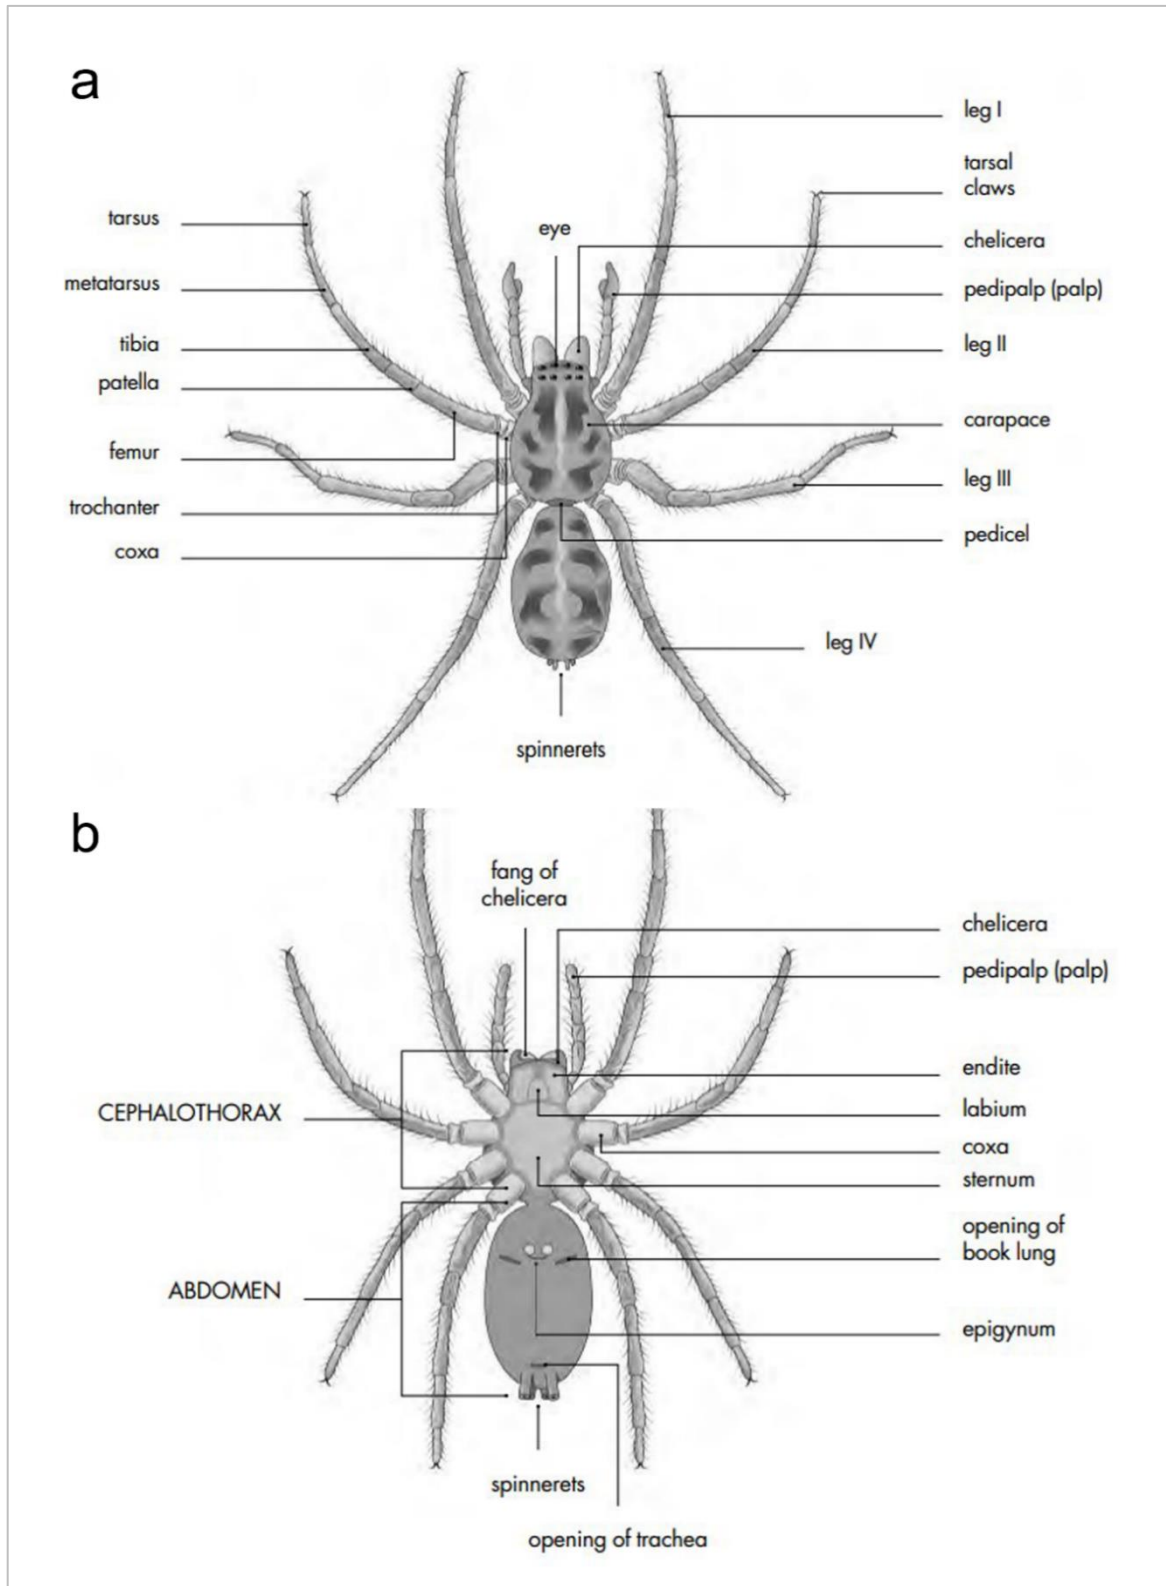 a
leg I
tarsal
claws
tarsus
eye
chelicera
metatarsus
pedipalp (palp)
tibia
leg II
patella
carapace
femur
leg III
trochanter
pedicel
coxa
leg IV
spinnerets
b
fang of
chelicera
chelicera
pedipalp (palp)
endite
CEPHALOTHORAX
labium
coxa
sternum
opening of
book lung
ABDOMEN
epigynum
spinnerets
opening of trachea